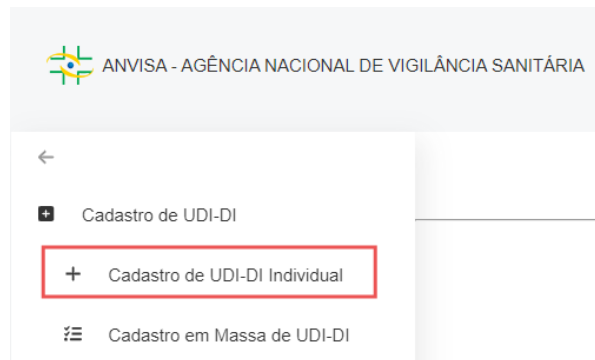 ANVISA - AGÊNCIA NACIONAL DE VIGILÂNCIA SANITÁRIA
Cadastro de UDI-DI
Cadastro de UDI-DI Individual
Cadastro em Massa de UDI-DI